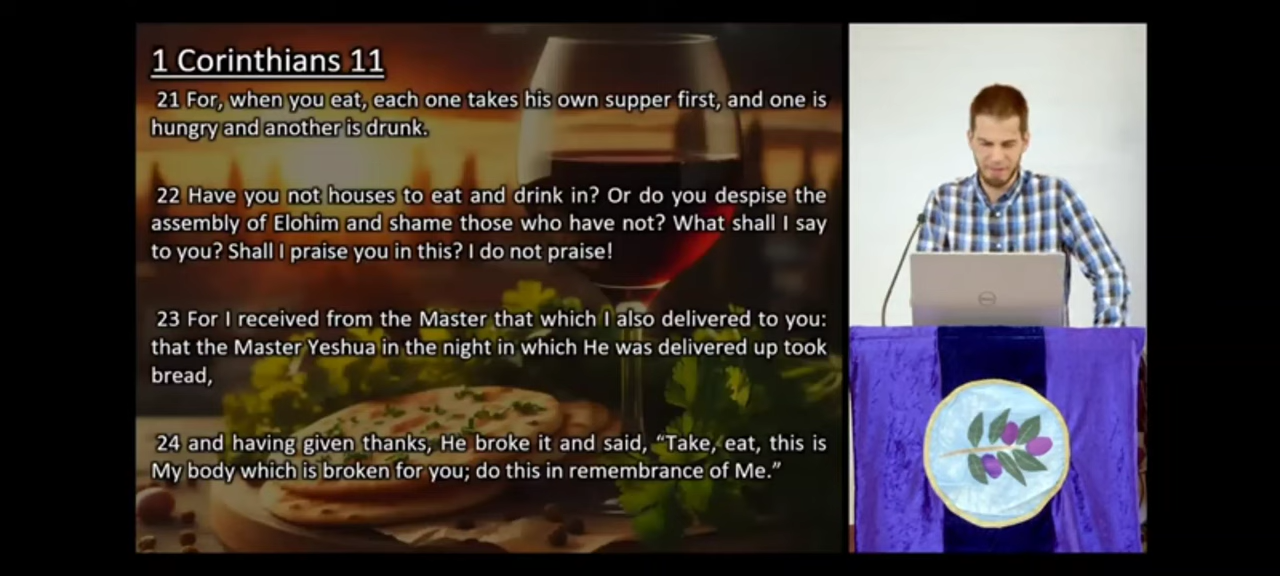 1 Corinthians 11
21 For, when you eat, each one takes his own supper first, and one is
hungry and another is drunk.
22 Have you not houses to eat and drink in? Or do you despise the
assembly of Elohim and shame those who have not? What shall I say
to you? Shall I praise you in this? I do not praise!
23 For I received from the Master that which I also delivered to you:
that the Master Yeshua in the night in which He was delivered up took
bread,
24 and having given thanks, He broke it and said, “Take, eat, this is
My body which is broken for you; do this in remembrance of Me.”
DELL